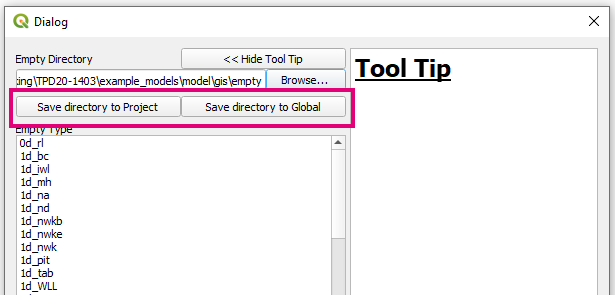 Dialog
Empty Directory
<< Hide Tool Tip
king\TPD20-1403\example_models\model\gis\empty
Browse...
Save directory to Project
Save directory to Global
Empty Type
0d_rl
1d_bc
1d_iwl
1d_mh
1d_na
1d_nd
1d_nwkb
1d_nwke
1d_nwk
1d_pit
1d_tab
1d_WLL
Tool Tip